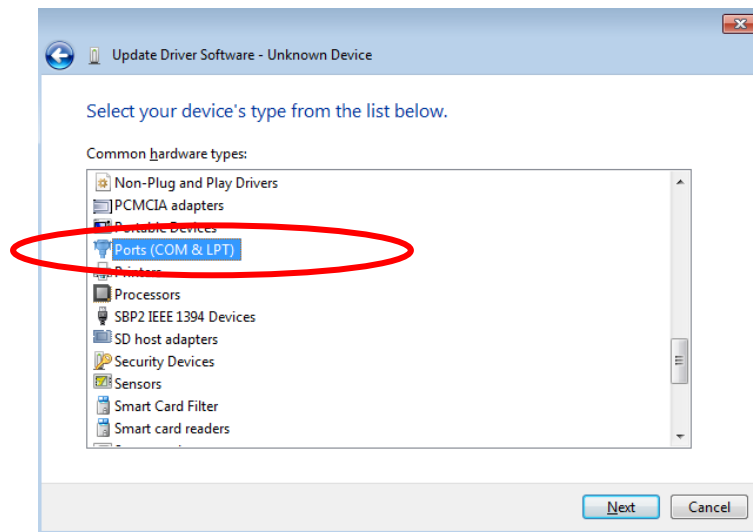 Update Driver Software - Unknown Device
Select your device's type from the list below.
Common hardware types:
Non-Plug and Play Drivers
PCMCIA adapters
Portable Devices
Ports (COM & LPT)
Printers
Processors
SBP2 IEEE 1394 Devices
SD host adapters
Security Devices
Sensors
Smart Card Filter
Smart card readers
Next
Cancel